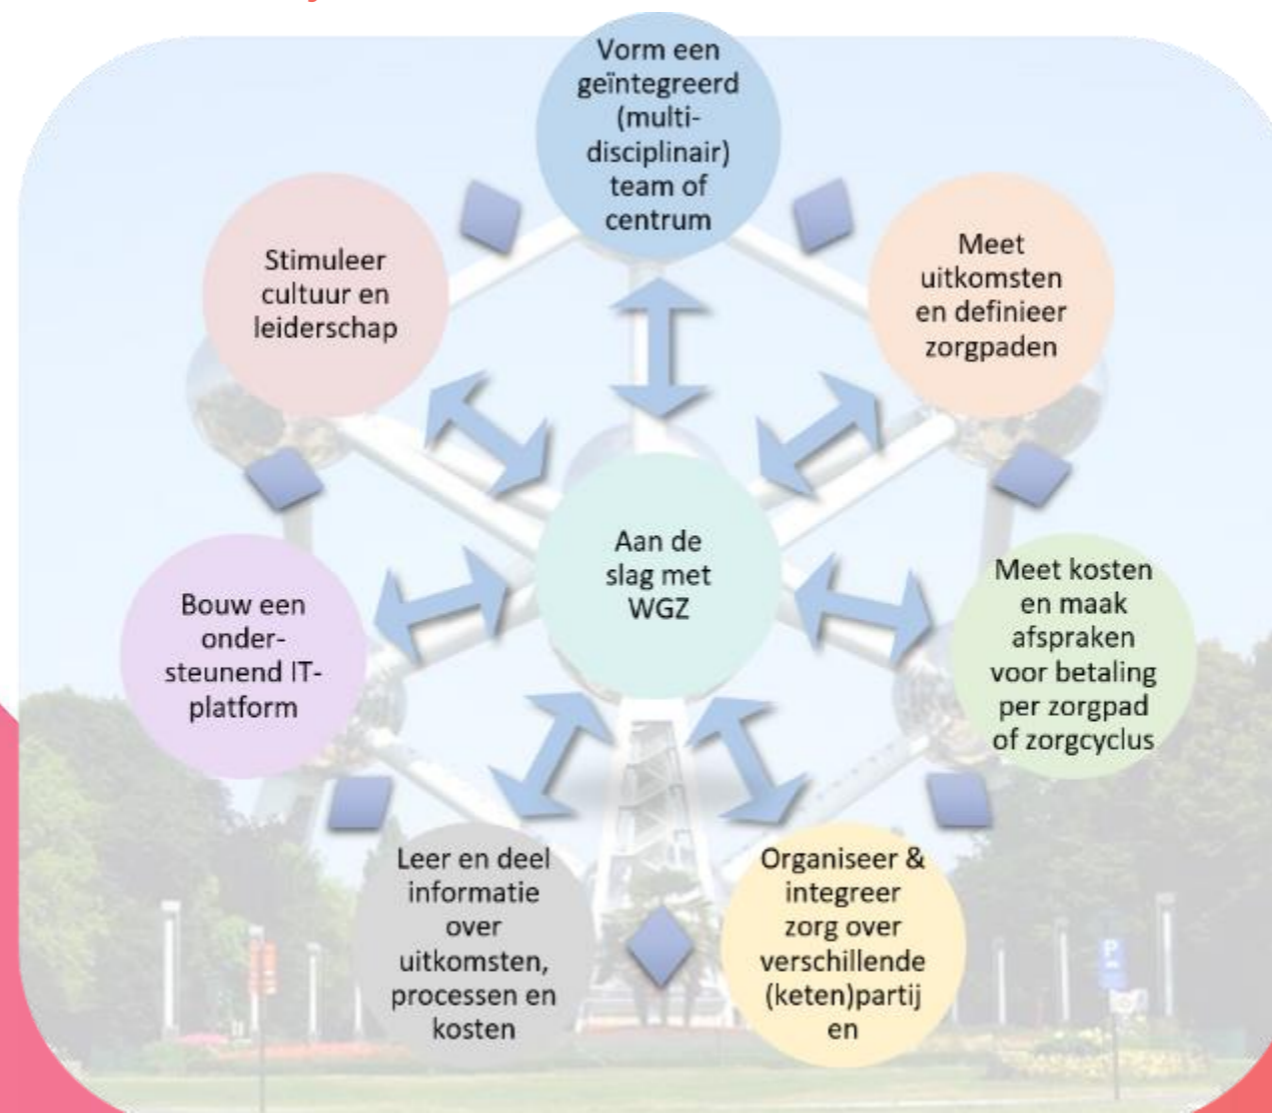 Vorm een
geïntegreerd
(multi-
disciplinair)
team of
centrum
Meet
uitkomsten
en definieer
zorgpaden
Meet kosten
en maak
afspraken
voor betaling
per zorgpad
of zorgcyclus
Organiseer &
integreer
zorg over
verschillende
(keten)partij
en
Leer en deel
informatie
over
uitkomsten,
processen en
kosten
Bouw een
onder-
steunend IT-
platform
Stimuleer
cultuur en
leiderschap
Aan de
slag met
WGZ
P